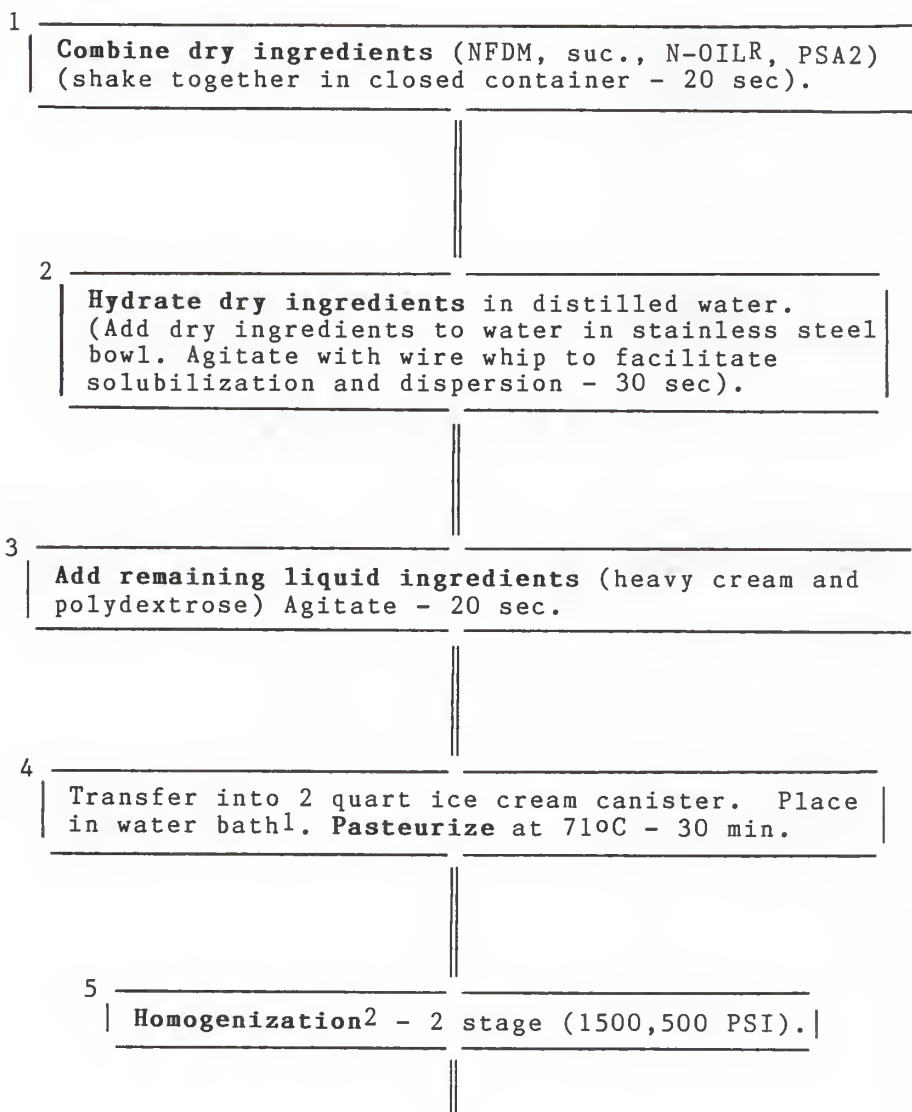 1
Combine dry ingredients (NFDM, suc., N-OILR, PSA2)
(shake together in closed container - 20 sec).
2
Hydrate dry ingredients in distilled water.
(Add dry ingredients to water in stainless steel
bowl. Agitate with wire whip to facilitate
solubilization and dispersion - 30 sec).
3
Add remaining liquid ingredients (heavy cream and
polydextrose) Agitate - 20 sec.
4
Transfer into 2 quart ice cream canister. Place
in water bath1. Pasteurize at 71oC - 30 min.
5
Homogenization2 - 2 stage (1500,500 PSI).